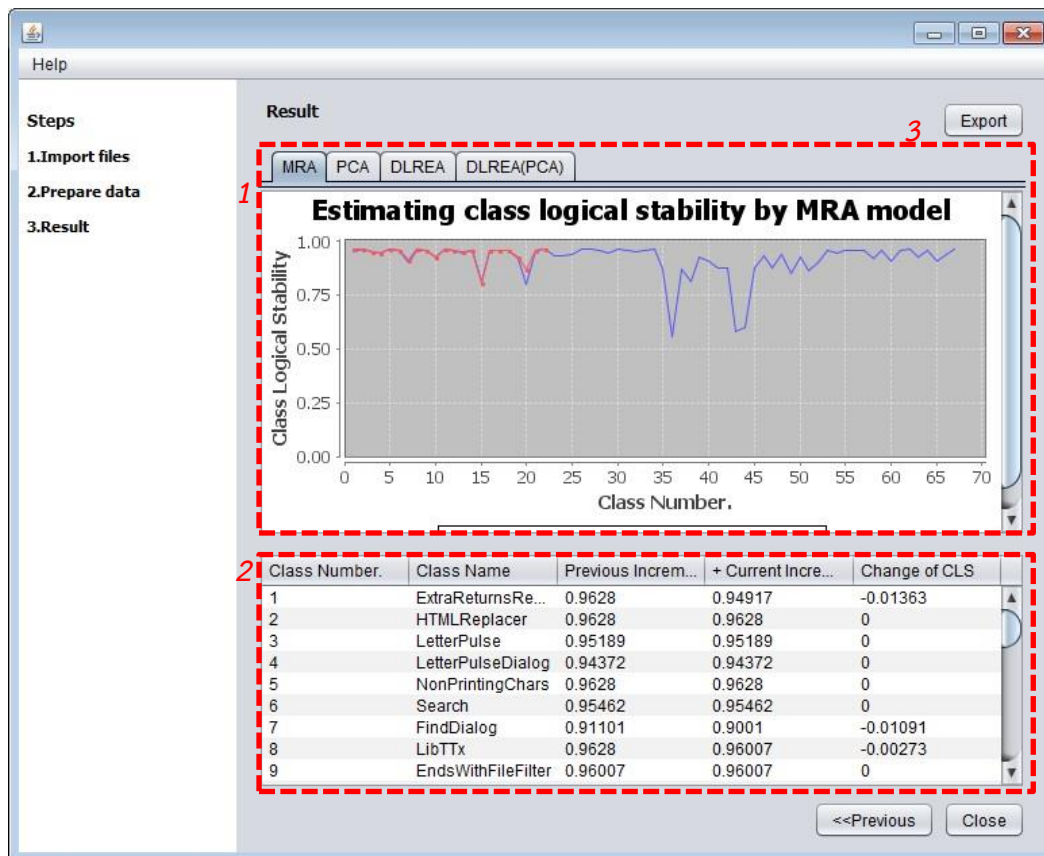 Help
Steps
1.Import files
2.Prepare data
3.Result
Result
3
Export
1
MRA PCA DLREA DLREA(PCA)
Estimating class logical stability by MRA model
Class Logical Stability
1.00
0.75
0.50
0.25
0.00
0 5 10 15 20 25 30 35 40 45 50 55 60 65 70
Class Number.
2
Class Number. Class Name Previous Increm... + Current Incre... Change of CLS
1 ExtraReturnsRe... 0.9628 0.94917 -0.01363
2 HTMLReplacer 0.9628 0.9628 0
3 LetterPulse 0.95189 0.95189 0
4 LetterPulseDialog 0.94372 0.94372 0
5 NonPrintingChars 0.9628 0.9628 0
6 Search 0.95462 0.95462 0
7 FindDialog 0.91101 0.9001 -0.01091
8 LibTTx 0.9628 0.96007 -0.00273
9 EndsWithFileFilter 0.96007 0.96007 0
<<Previous Close